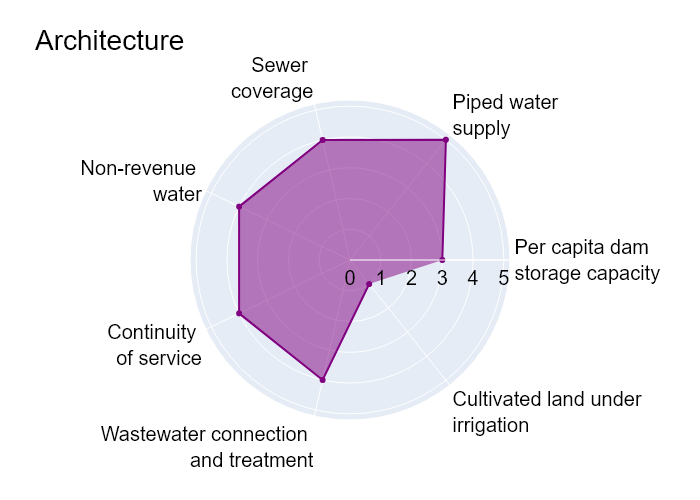 Architecture
Sewer
coverage
Piped water
supply
Non-revenue
water
Per capita dam
storage capacity
0 1 2 3 4 5
Continuity
of service
Cultivated land under
irrigation
Wastewater connection
and treatment